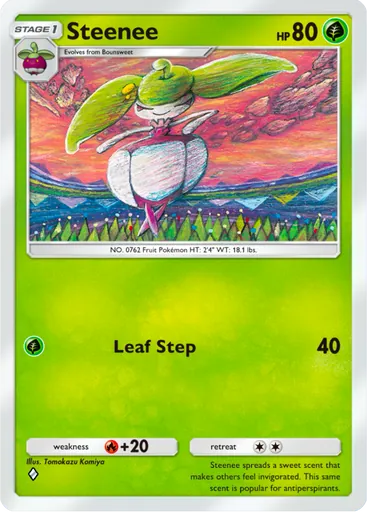 STAGE 1
Steenee
HP 80
Evolves from Bounsweet
NO. 0762 Fruit Pokémon HT: 2'4" WT: 18.1 lbs.
Leaf Step 40
weakness +20 retreat
Illus. Tomokazu Komiya
Steenee spreads a sweet scent that
makes others feel invigorated. This same
scent is popular for antiperspirants.